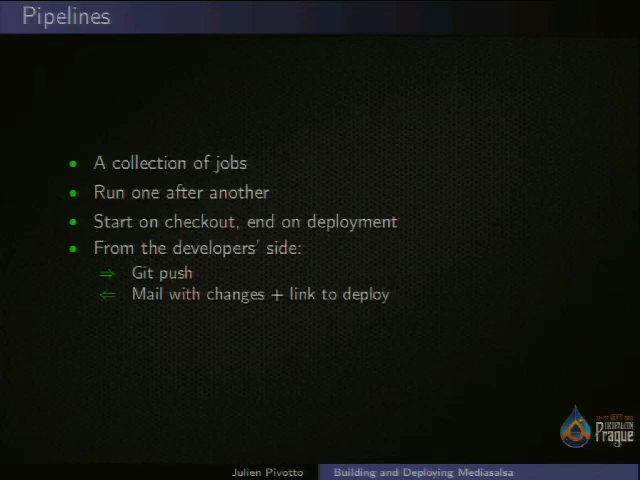 Pipelines
A collection of jobs
Run one after another
Start on checkout, end on deployment
From the developers' side:
⇒ Git push
⇐ Mail with changes + link to deploy
Prague
Julien Pivotto
Building and Deploying Mediasalsa